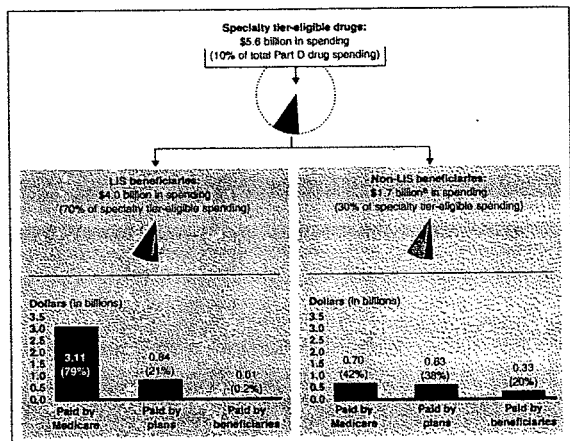 Specialty tier-eligible drugs:
$5.6 billion in spending
(10% of total Part D drug spending)
LIS beneficiaries:
$4.0 billion in spending
(70% of specialty tier-eligible spending)
Non-LIS beneficiaries:
$1.7 billionᵃ in spending
(30% of specialty tier-eligible spending)
Dollars (in billions)
3.5
3.0
2.5
2.0
1.5
1.0
0.5
0.0
3.11
(79%)
0.84
(21%)
0.01
(0.2%)
Paid by
Medicare
Paid by
plans
Paid by
beneficiaries
Dollars (in billions)
3.5
3.0
2.5
2.0
1.5
1.0
0.5
0.0
0.70
(42%)
0.63
(38%)
0.33
(20%)
Paid by
Medicare
Paid by
plans
Paid by
beneficiaries